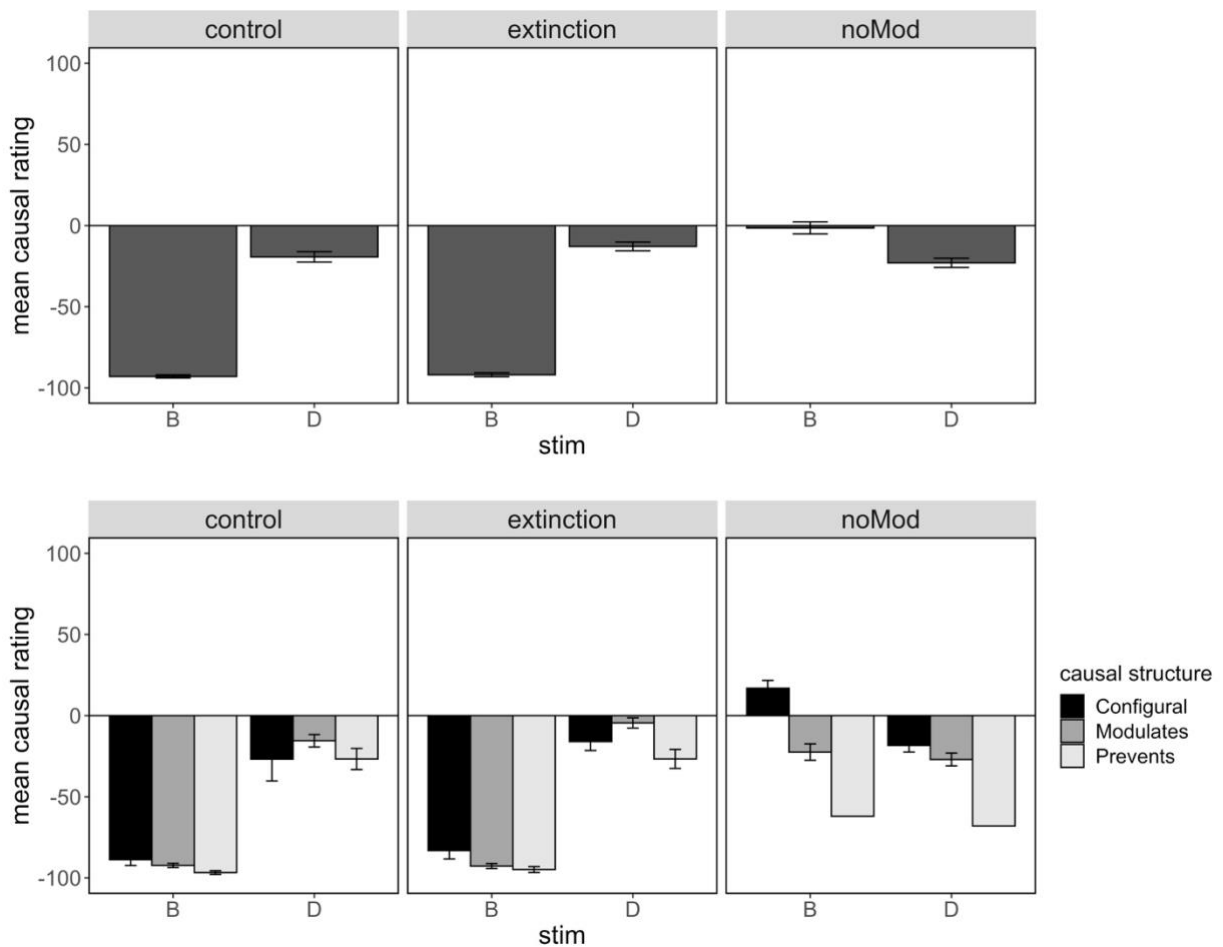 control extinction noMod
mean causal rating
100
50
0
-50
-100
B D B D B D
stim
control extinction noMod
mean causal rating
100
50
0
-50
-100
B D B D B D
stim
causal structure
Configural
Modulates
Prevents